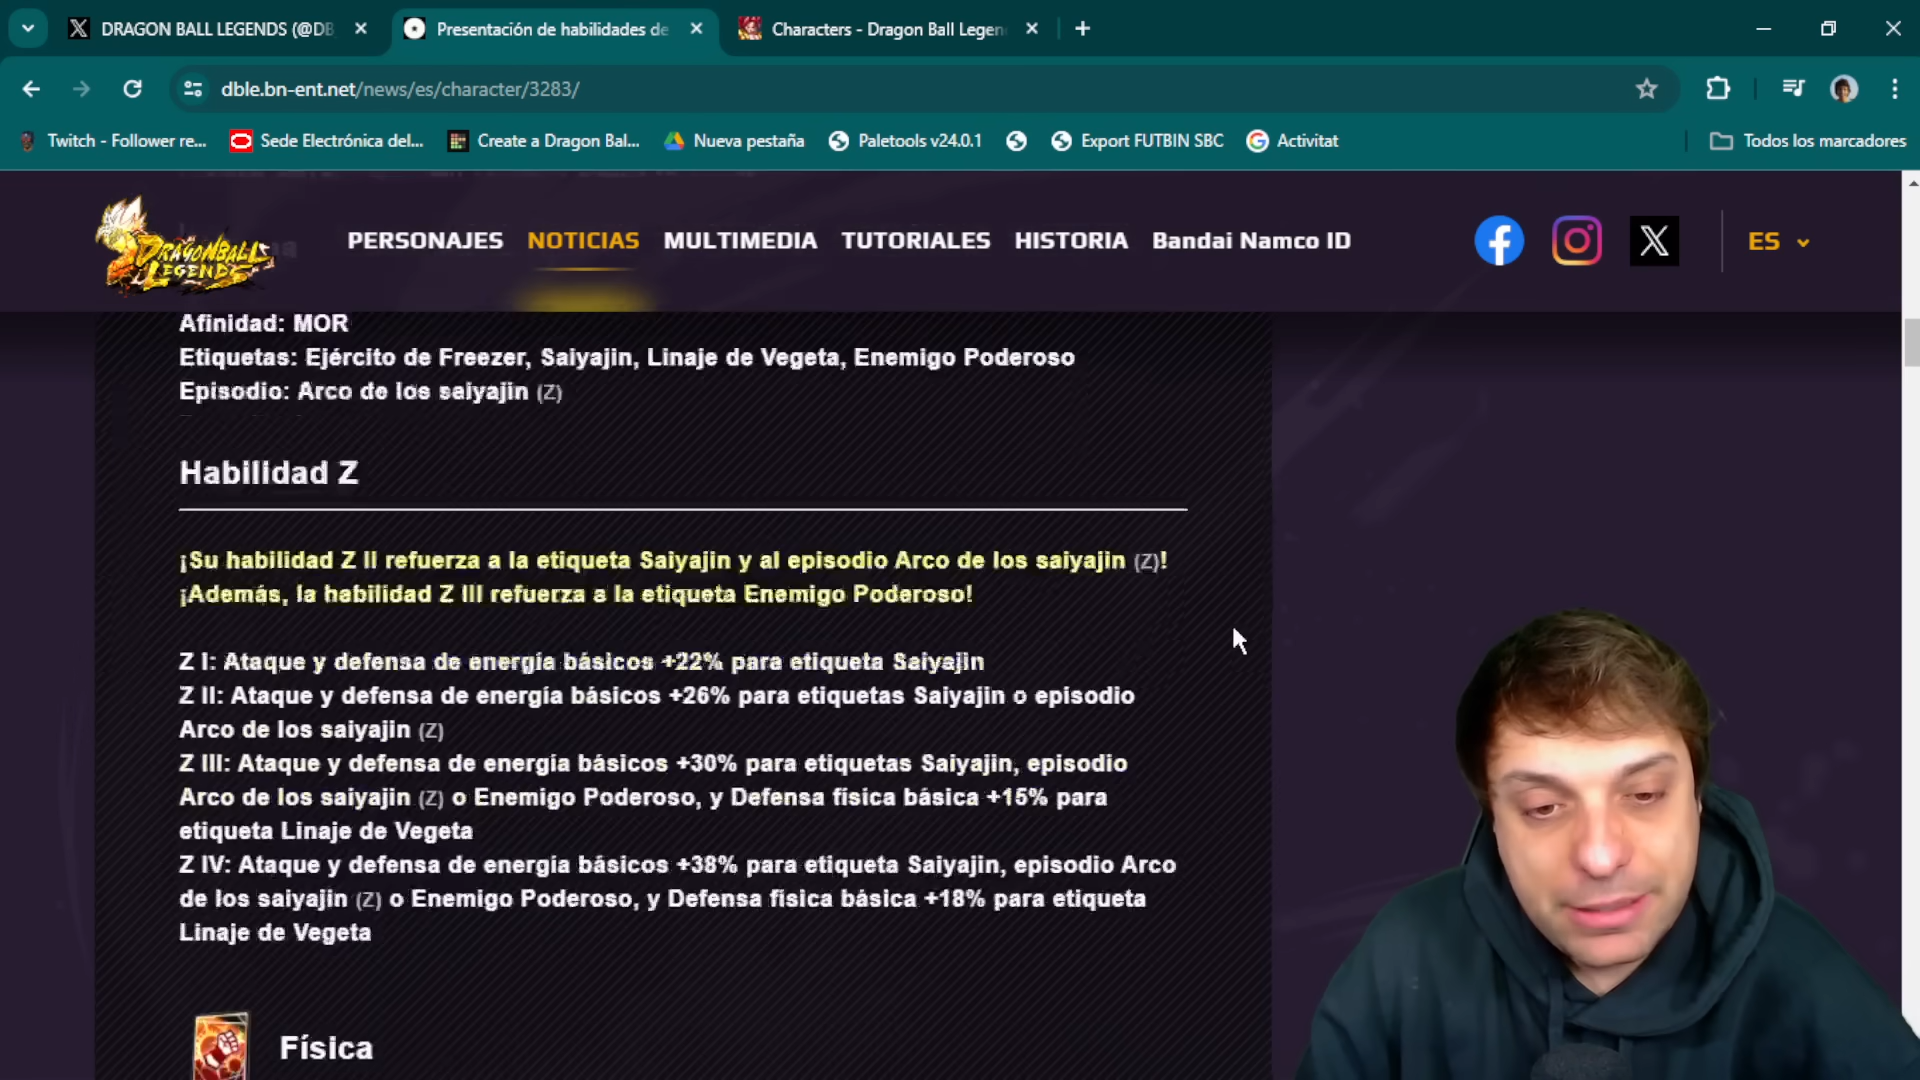 DRAGON BALL LEGENDS (@DB
Presentación de habilidades de
Characters - Dragon Ball Legen
dble.bn-ent.net/news/es/character/3283/
Twitch - Follower re...
Sede Electrónica del...
Create a Dragon Bal...
Nueva pestaña
Paletools v24.0.1
Export FUTBIN SBC
Activitat
Todos los marcadores
DRAGONBALL LEGENDS
PERSONAJES
NOTICIAS
MULTIMEDIA
TUTORIALES
HISTORIA
Bandai Namco ID
ES
Afinidad: MOR
Etiquetas: Ejército de Freezer, Saiyajin, Linaje de Vegeta, Enemigo Poderoso
Episodio: Arco de los saiyajin (Z)
Habilidad Z
¡Su habilidad Z II refuerza a la etiqueta Saiyajin y al episodio Arco de los saiyajin (Z)!
¡Además, la habilidad Z III refuerza a la etiqueta Enemigo Poderoso!
Z I: Ataque y defensa de energía básicos +22% para etiqueta Saiyajin
Z II: Ataque y defensa de energía básicos +26% para etiquetas Saiyajin o episodio
Arco de los saiyajin (Z)
Z III: Ataque y defensa de energía básicos +30% para etiquetas Saiyajin, episodio
Arco de los saiyajin (Z) o Enemigo Poderoso, y Defensa física básica +15% para
etiqueta Linaje de Vegeta
Z IV: Ataque y defensa de energía básicos +38% para etiqueta Saiyajin, episodio Arco
de los saiyajin (Z) o Enemigo Poderoso, y Defensa física básica +18% para etiqueta
Linaje de Vegeta
Física